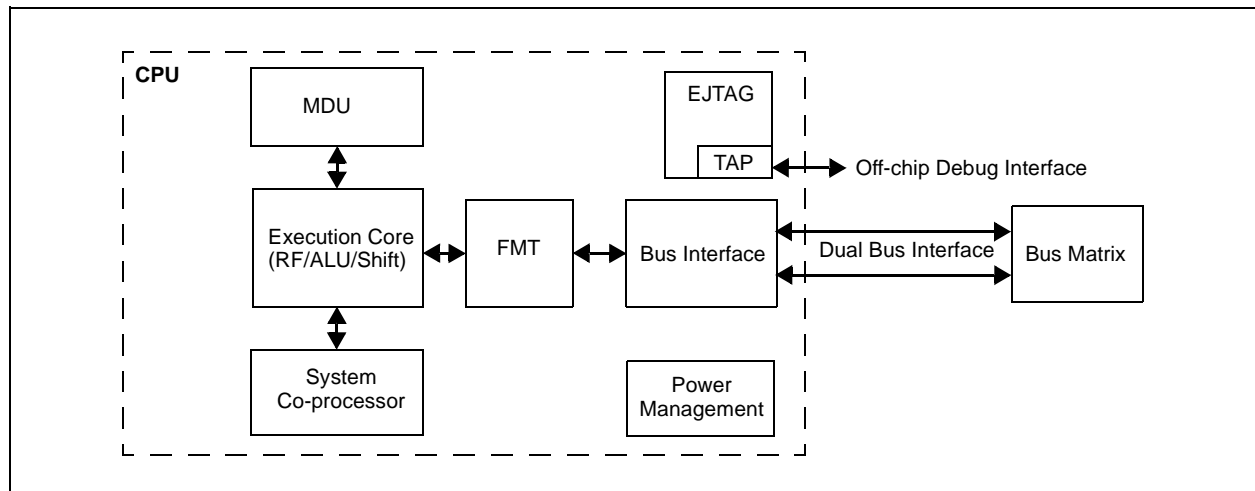 CPU
MDU
EJTAG
TAP
Off-chip Debug Interface
Execution Core
(RF/ALU/Shift)
FMT
Bus Interface
Dual Bus Interface
Bus Matrix
System
Co-processor
Power
Management